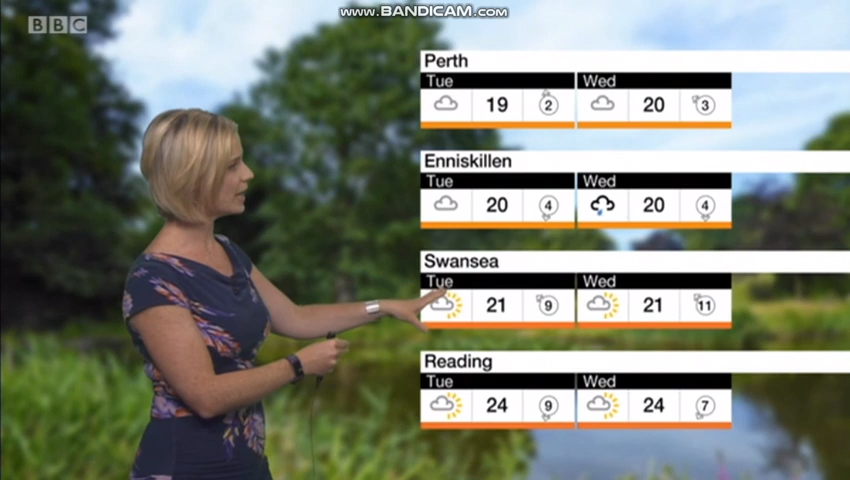 www.BANDICAM.com
BBC
Perth
Tue Wed
19 2 20 3
Enniskillen
Tue Wed
20 4 20 4
Swansea
Tue Wed
21 9 21 11
Reading
Tue Wed
24 9 24 7